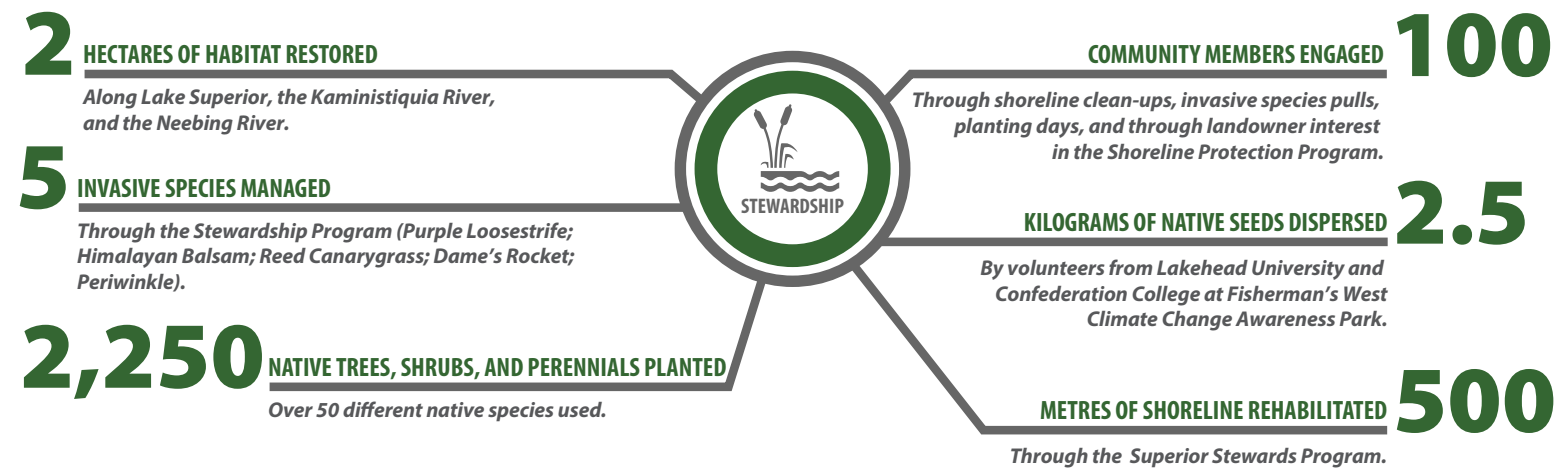 2 HECTARES OF HABITAT RESTORED
Along Lake Superior, the Kaministiquia River,
and the Neebing River.
5 INVASIVE SPECIES MANAGED
Through the Stewardship Program (Purple Loosestrife;
Himalayan Balsam; Reed Canarygrass; Dame's Rocket;
Periwinkle).
2,250 NATIVE TREES, SHRUBS, AND PERENNIALS PLANTED
Over 50 different native species used.
STEWARDSHIP
COMMUNITY MEMBERS ENGAGED 100
Through shoreline clean-ups, invasive species pulls,
planting days, and through landowner interest
in the Shoreline Protection Program.
KILOGRAMS OF NATIVE SEEDS DISPERSED 2.5
By volunteers from Lakehead University and
Confederation College at Fisherman's West
Climate Change Awareness Park.
METRES OF SHORELINE REHABILITATED 500
Through the Superior Stewards Program.